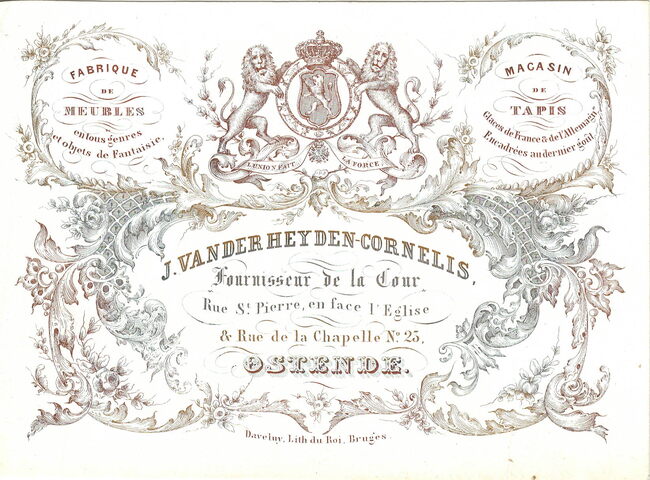 FABRIQUE
DE
MEUBLES
en tous genres
et objets de Fantaisie.
L'UNION FAIT LA FORCE.
MAGASIN
DE
TAPIS
Glaces de France & de l'Allemagne
Encadrées au dernier goût.
J. VANDERHEYDEN-CORNELIS,
Fournisseur de la Cour
Rue St. Pierre, en face l'Eglise
& Rue de la Chapelle No. 25,
OSTENDE.
Daveluy, Lith du Roi, Bruges.